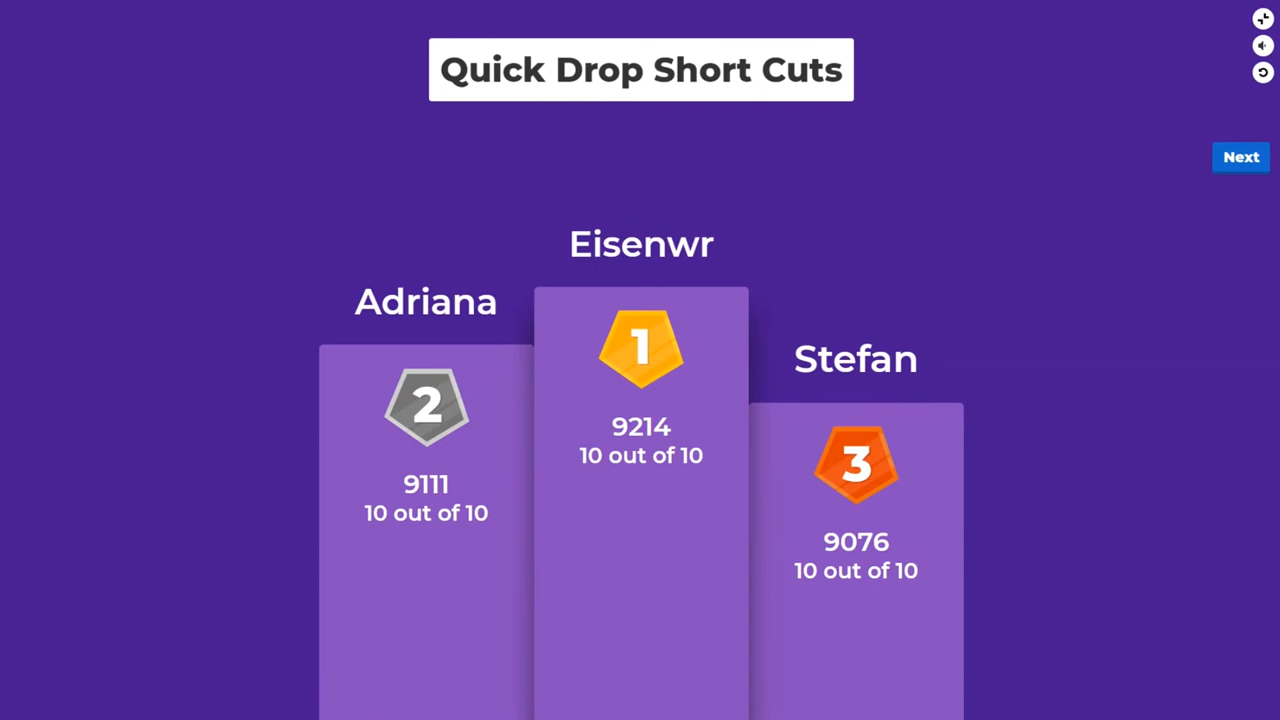 Quick Drop Short Cuts
Next
Eisenwr
Adriana
Stefan
1
9214
10 out of 10
2
9111
10 out of 10
3
9076
10 out of 10